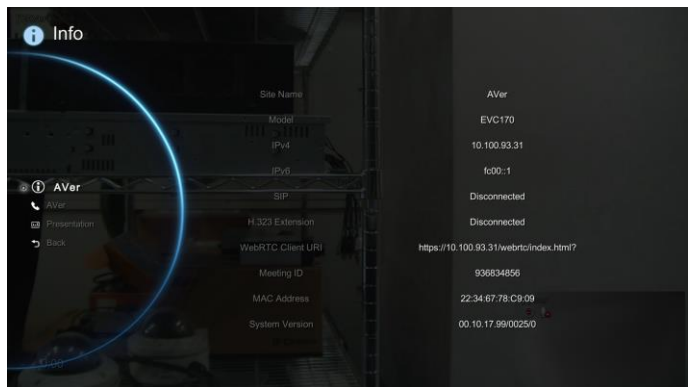 Info
AVer
AVer
Presentation
Back
Site Name AVer
Model EVC170
IPv4 10.100.93.31
IPv6 fc00::1
SIP Disconnected
H.323 Extension Disconnected
WebRTC Client URI https://10.100.93.31/webrtc/index.html?
Meeting ID 936834856
MAC Address 22:34:67:78:C9:09
System Version 00.10.17.99/0025/0